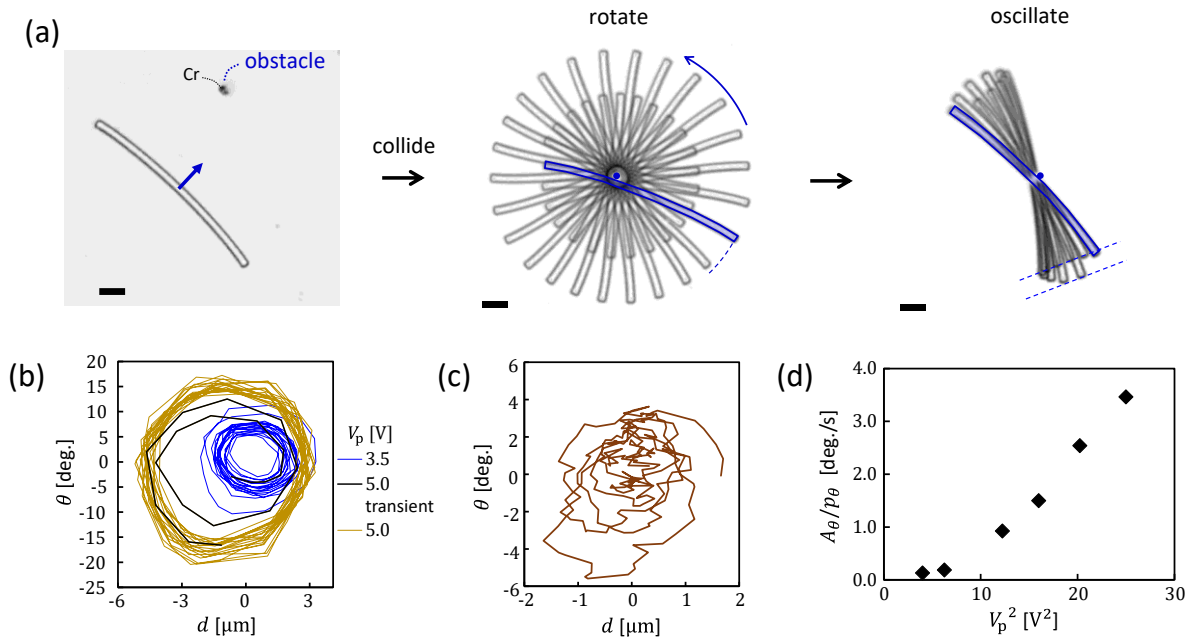 (a)
rotate
oscillate
obstacle
Cr
collide
(b)
θ [deg.]
20
15
10
5
0
-5
-10
-15
-20
-25
-6
-3
0
3
d [μm]
Vp [V]
3.5
5.0
transient
5.0
(c)
θ [deg.]
6
4
2
0
-2
-4
-6
-2
-1
0
1
2
d [μm]
(d)
Aθ/pθ [deg./s]
4.0
3.0
2.0
1.0
0.0
0
10
20
30
Vp² [V²]